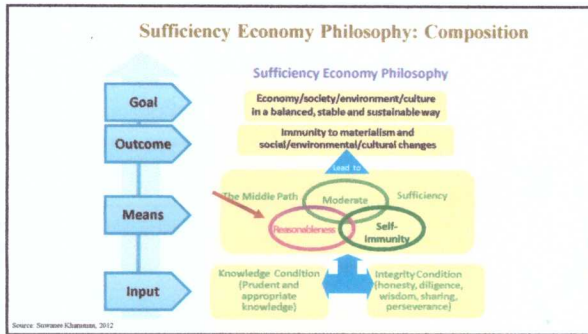 Sufficiency Economy Philosophy: Composition
Sufficiency Economy Philosophy
Goal
Economy/society/environment/culture
in a balanced, stable and sustainable way
Outcome
Immunity to materialism and
social/environmental/cultural changes
Lead to
Means
The Middle Path
Moderate
Sufficiency
Reasonableness
Self-
immunity
Input
Knowledge Condition
(Prudent and
appropriate
knowledge)
Integrity Condition
(honesty, diligence,
wisdom, sharing,
perseverance)
Source: 2012